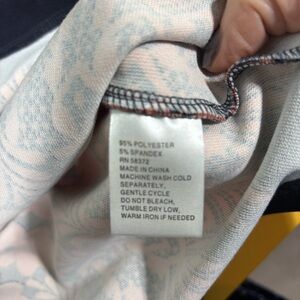 95% POLYESTER
5% SPANDEX
RN 58372
MADE IN CHINA
MACHINE WASH COLD
SEPARATELY,
GENTLE CYCLE
DO NOT BLEACH,
TUMBLE DRY LOW,
WARM IRON IF NEEDED